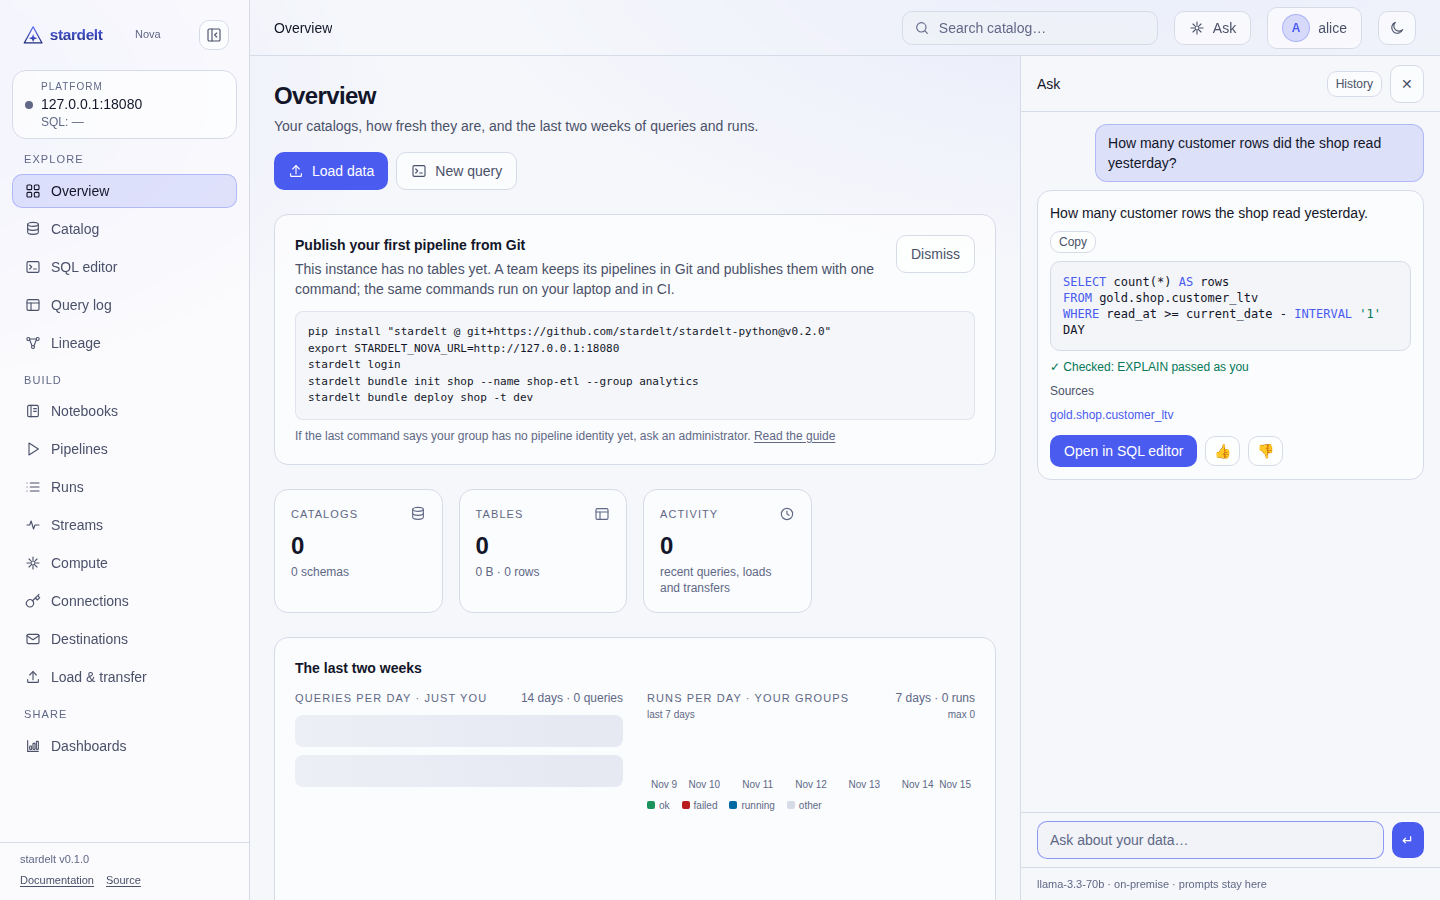 stardelt
Nova
PLATFORM
127.0.0.1:18080
SQL: —
EXPLORE
Overview
Catalog
SQL editor
Query log
Lineage
BUILD
Notebooks
Pipelines
Runs
Streams
Compute
Connections
Destinations
Load & transfer
SHARE
Dashboards
stardelt v0.1.0
Documentation Source
Overview
Search catalog…
Ask
A alice
Overview
Your catalogs, how fresh they are, and the last two weeks of queries and runs.
Load data
New query
Publish your first pipeline from Git
Dismiss
This instance has no tables yet. A team keeps its pipelines in Git and publishes them with one
command; the same commands run on your laptop and in CI.
pip install "stardelt @ git+https://github.com/stardelt/stardelt-python@v0.2.0"
export STARDELT_NOVA_URL=http://127.0.0.1:18080
stardelt login
stardelt bundle init shop --name shop-etl --group analytics
stardelt bundle deploy shop -t dev
If the last command says your group has no pipeline identity yet, ask an administrator. Read the guide
CATALOGS
0
0 schemas
TABLES
0
0 B · 0 rows
ACTIVITY
0
recent queries, loads
and transfers
The last two weeks
QUERIES PER DAY · JUST YOU
14 days · 0 queries
RUNS PER DAY · YOUR GROUPS
7 days · 0 runs
last 7 days
max 0
Nov 9 Nov 10 Nov 11 Nov 12 Nov 13 Nov 14 Nov 15
ok failed running other
Ask
History
✕
How many customer rows did the shop read
yesterday?
How many customer rows the shop read yesterday.
Copy
SELECT count(*) AS rows
FROM gold.shop.customer_ltv
WHERE read_at >= current_date - INTERVAL '1'
DAY
✓ Checked: EXPLAIN passed as you
Sources
gold.shop.customer_ltv
Open in SQL editor
👍
👎
Ask about your data…
↵
llama-3.3-70b · on-premise · prompts stay here